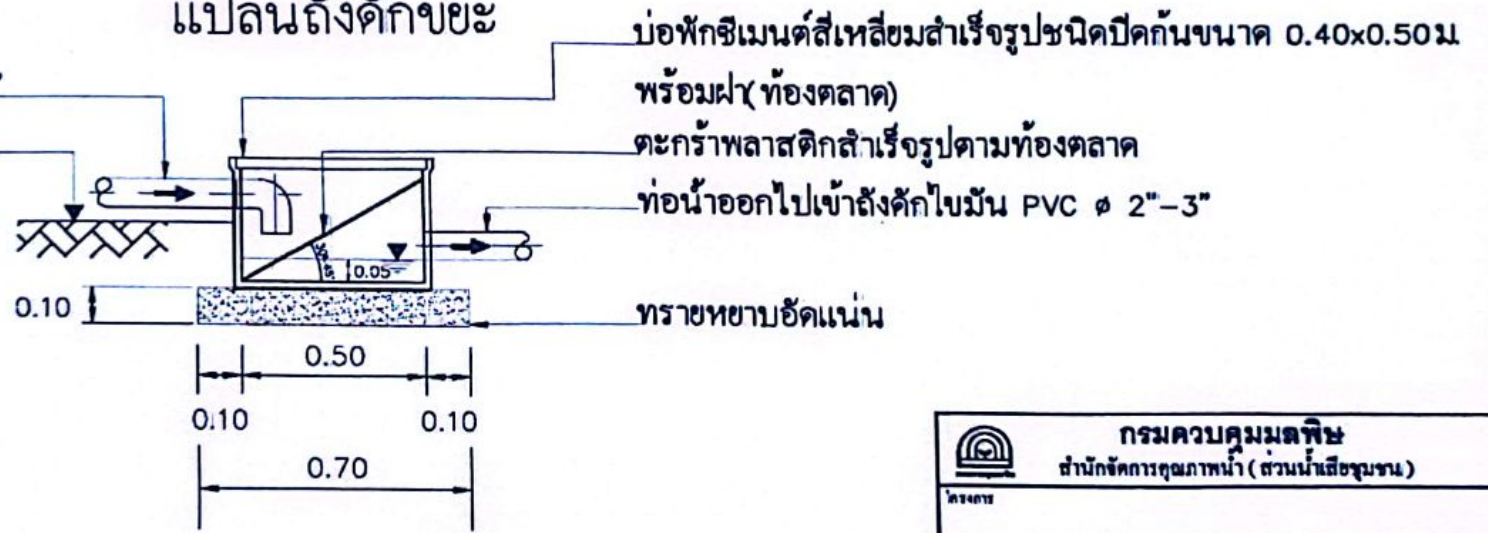 แปลนถังดักขยะ
บ่อพักซีเมนต์สี่เหลี่ยมสำเร็จรูปชนิดปิดก้นขนาด 0.40x0.50 ม
พร้อมฝา(ท้องตลาด)
ตะกร้าพลาสติกสำเร็จรูปตามท้องตลาด
ท่อน้ำออกไปเข้าถังดักไขมัน PVC ø 2"-3"
0.05
0.10
ทรายหยาบอัดแน่น
0.50
0.10
0.10
0.70
กรมควบคุมมลพิษ
สำนักจัดการคุณภาพน้ำ (ส่วนน้ำเสียชุมชน)
โครงการ